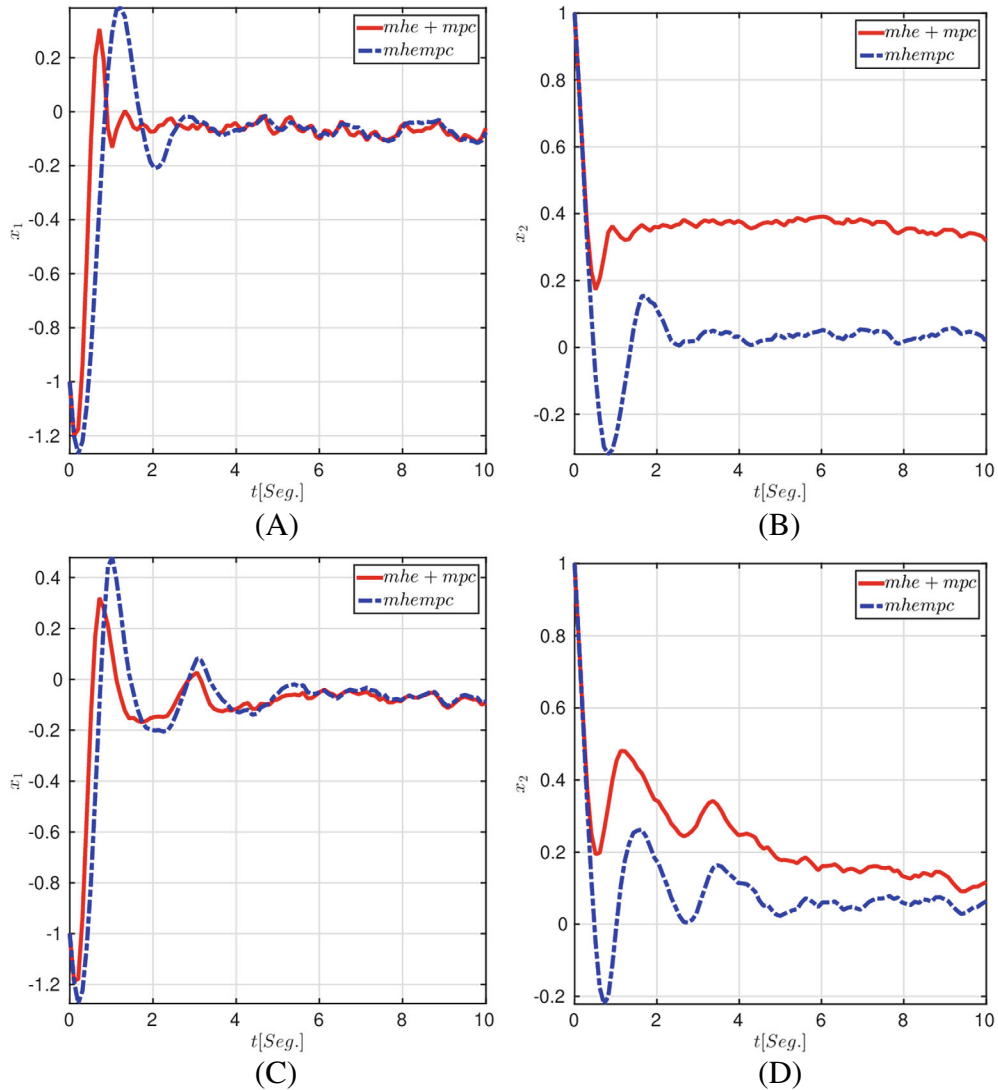 mhe + mpc
mhempc
0.2
0
-0.2
-0.4
-0.6
-0.8
-1
-1.2
x₁
0 2 4 6 8 10
t[Seg.]
(A)
mhe + mpc
mhempc
1
0.8
0.6
0.4
0.2
0
-0.2
x₂
0 2 4 6 8 10
t[Seg.]
(B)
mhe + mpc
mhempc
0.4
0.2
0
-0.2
-0.4
-0.6
-0.8
-1
-1.2
x₁
0 2 4 6 8 10
t[Seg.]
(C)
mhe + mpc
mhempc
1
0.8
0.6
0.4
0.2
0
-0.2
x₂
0 2 4 6 8 10
t[Seg.]
(D)